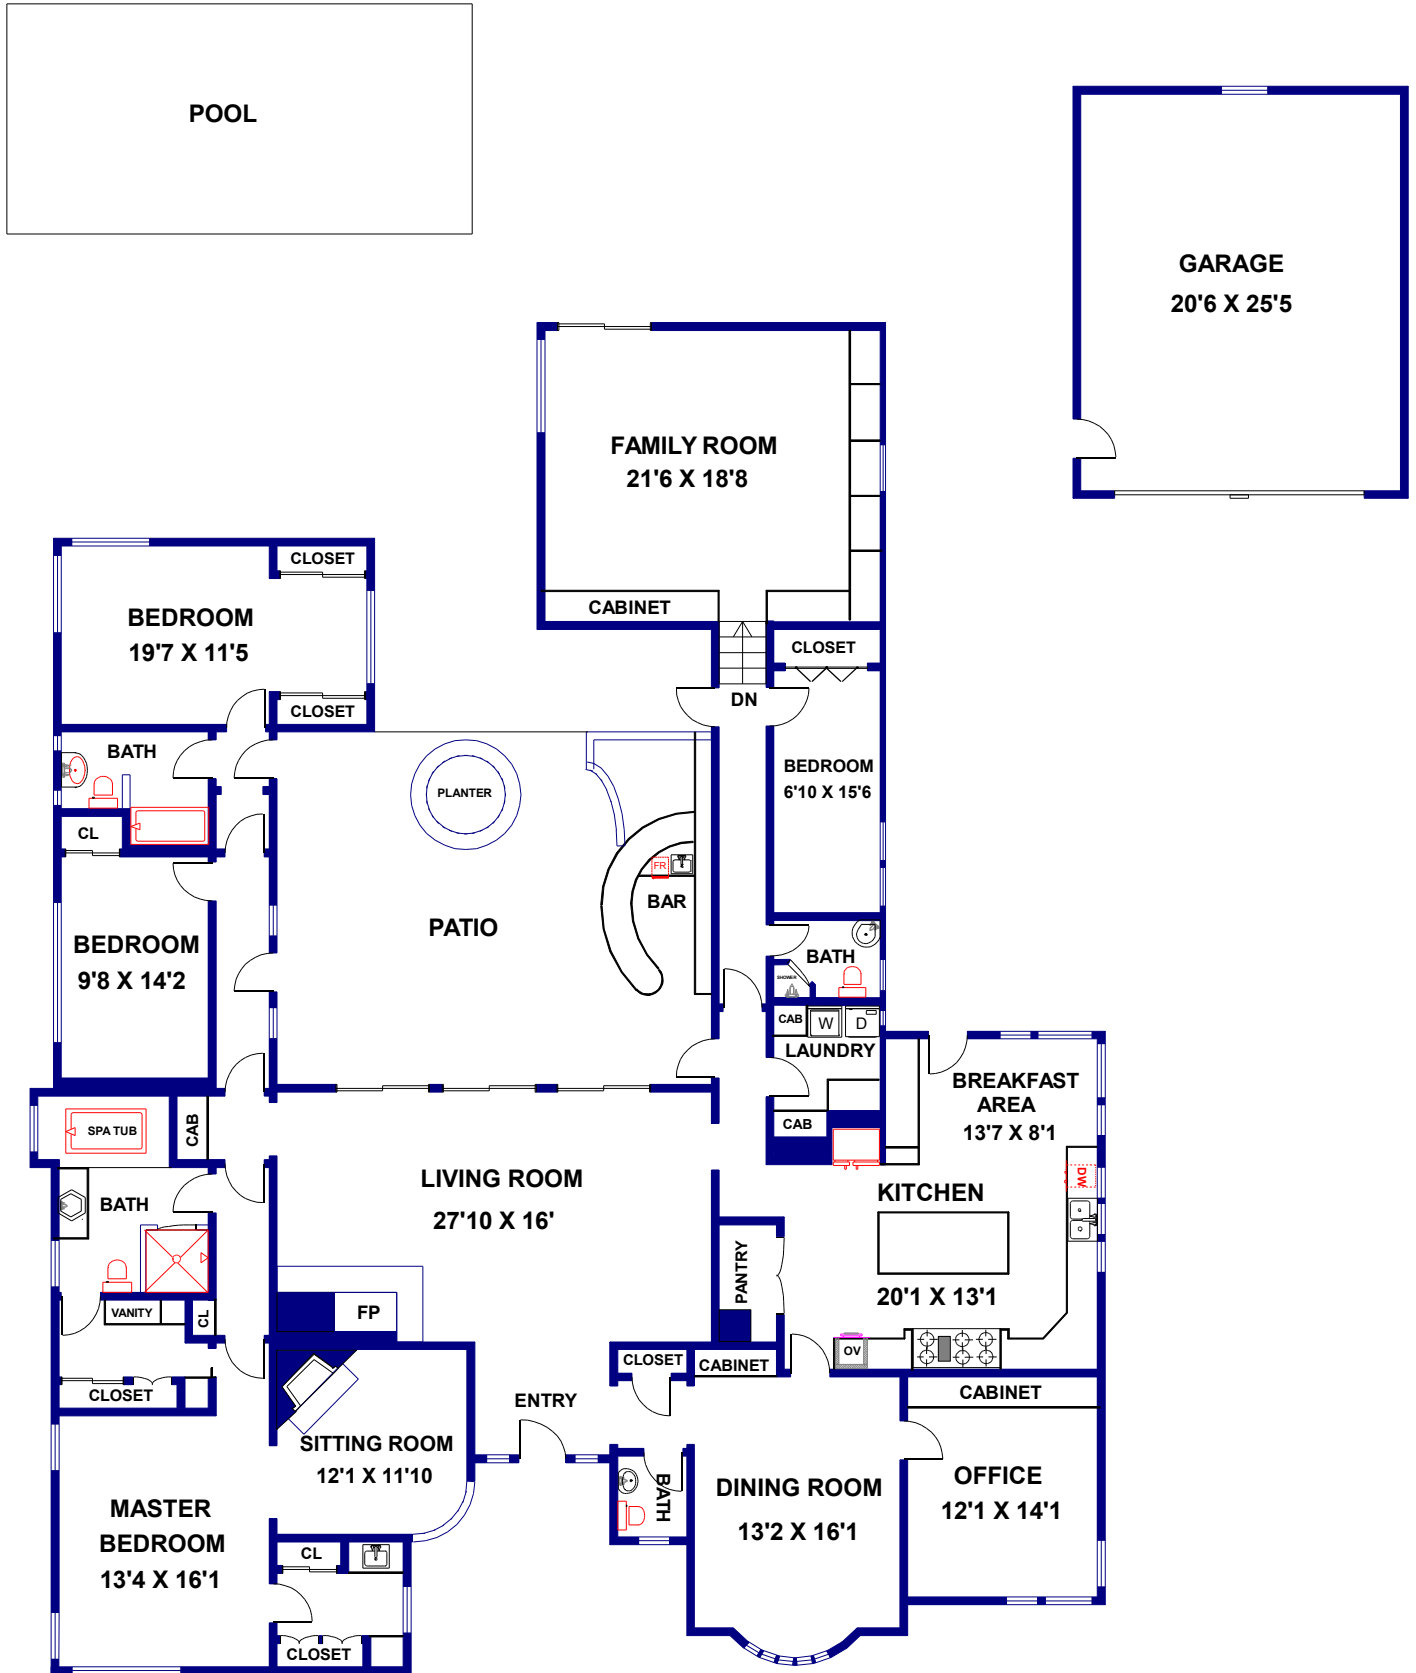 POOL
GARAGE
20'6 X 25'5
FAMILY ROOM
21'6 X 18'8
CABINET
CLOSET
BEDROOM
19'7 X 11'5
CLOSET
CLOSET
DN
BATH
PLANTER
BEDROOM
6'10 X 15'6
CL
FR
BAR
PATIO
BEDROOM
9'8 X 14'2
BATH
SHOWER
CAB
W
D
LAUNDRY
BREAKFAST
AREA
13'7 X 8'1
SPA TUB
CAB
CAB
DW
LIVING ROOM
27'10 X 16'
KITCHEN
BATH
PANTRY
20'1 X 13'1
VANITY
CL
FP
OV
CLOSET
CABINET
CLOSET
CABINET
ENTRY
SITTING ROOM
12'1 X 11'10
BATH
DINING ROOM
13'2 X 16'1
OFFICE
12'1 X 14'1
MASTER
BEDROOM
13'4 X 16'1
CL
CLOSET